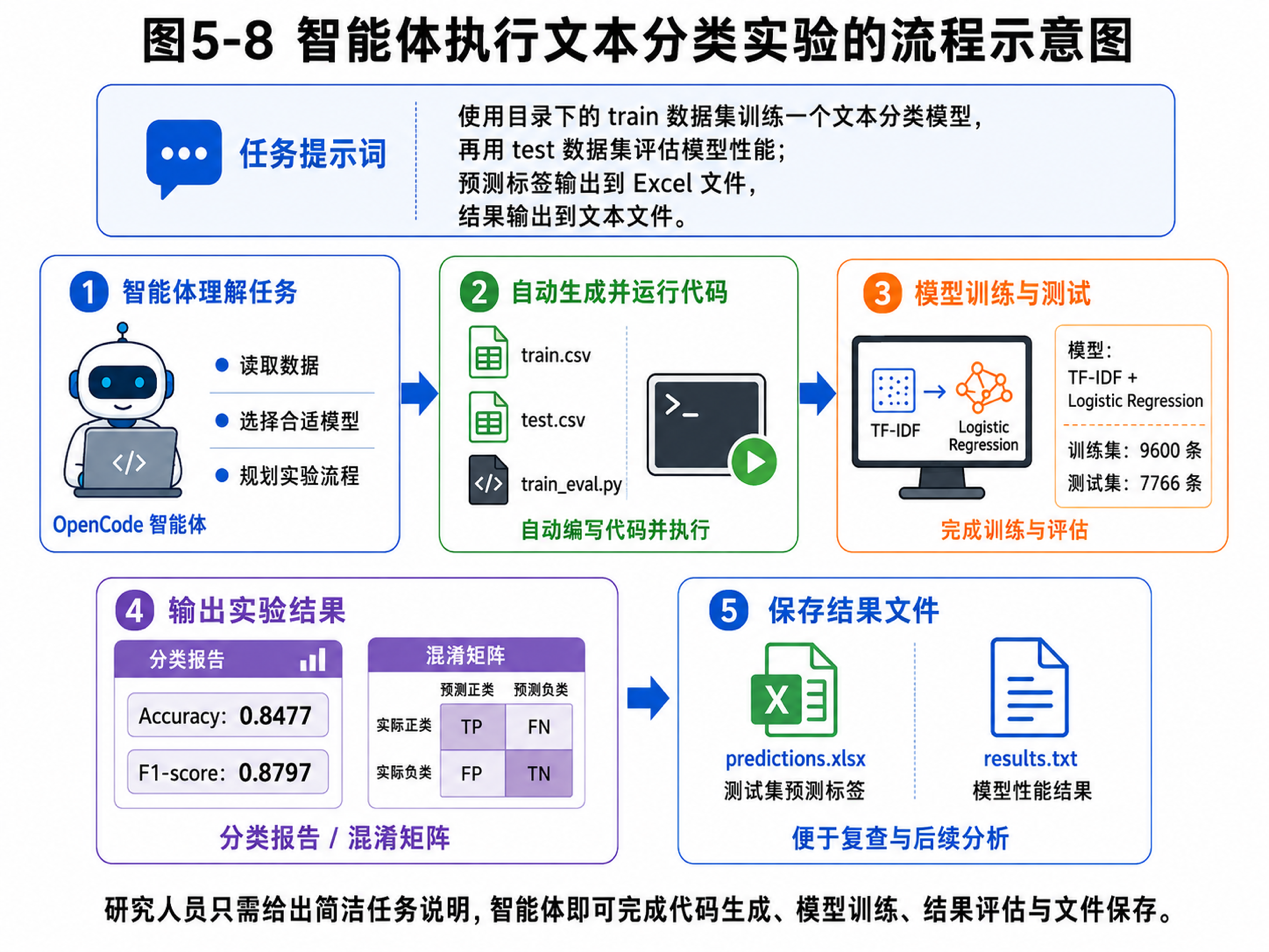 图5-8 智能体执行文本分类实验的流程示意图
任务提示词
使用目录下的 train 数据集训练一个文本分类模型，
再用 test 数据集评估模型性能；
预测标签输出到 Excel 文件，
结果输出到文本文件。
1 智能体理解任务
读取数据
选择合适模型
规划实验流程
</>
OpenCode 智能体
2 自动生成并运行代码
train.csv
test.csv
</> train_eval.py
>_
自动编写代码并执行
3 模型训练与测试
TF-IDF
Logistic
Regression
模型：
TF-IDF +
Logistic Regression
训练集：9600 条
测试集：7766 条
完成训练与评估
4 输出实验结果
分类报告
Accuracy: 0.8477
F1-score: 0.8797
混淆矩阵
预测正类 预测负类
实际正类 TP FN
实际负类 FP TN
分类报告 / 混淆矩阵
5 保存结果文件
X
predictions.xlsx
测试集预测标签
results.txt
模型性能结果
便于复查与后续分析
研究人员只需给出简洁任务说明，智能体即可完成代码生成、模型训练、结果评估与文件保存。